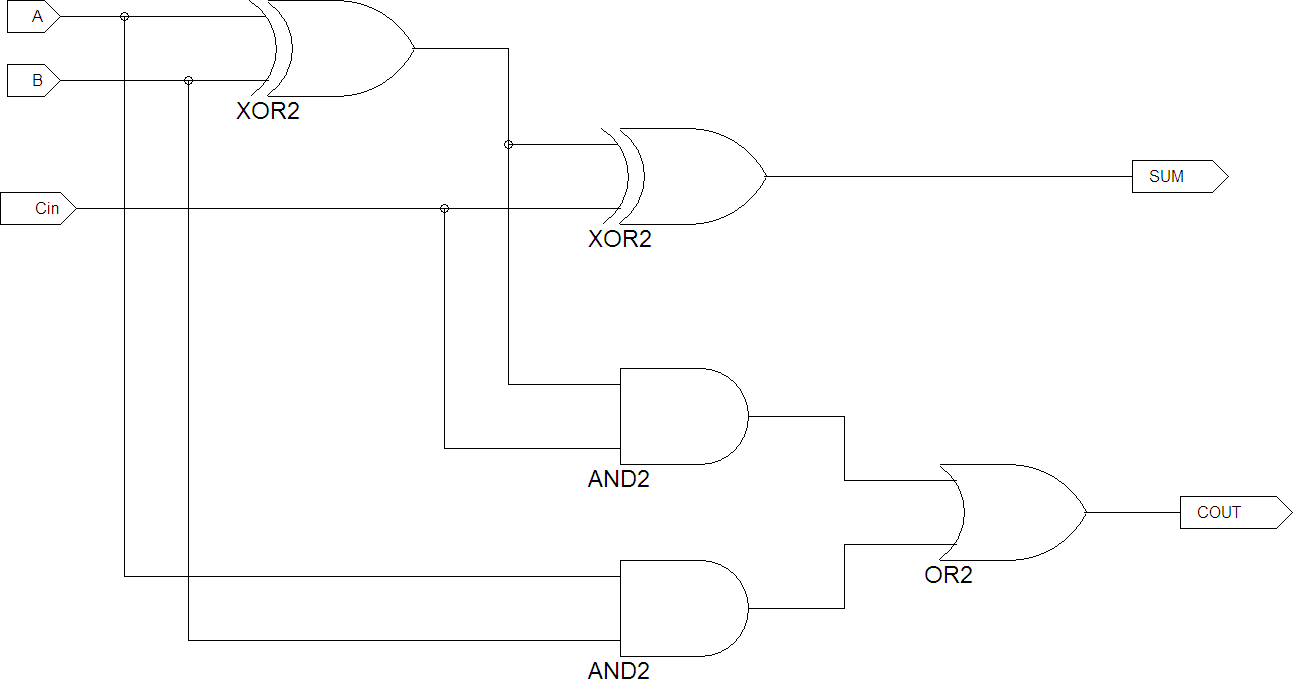 A
B
XOR2
Cin
SUM
XOR2
AND2
COUT
OR2
AND2